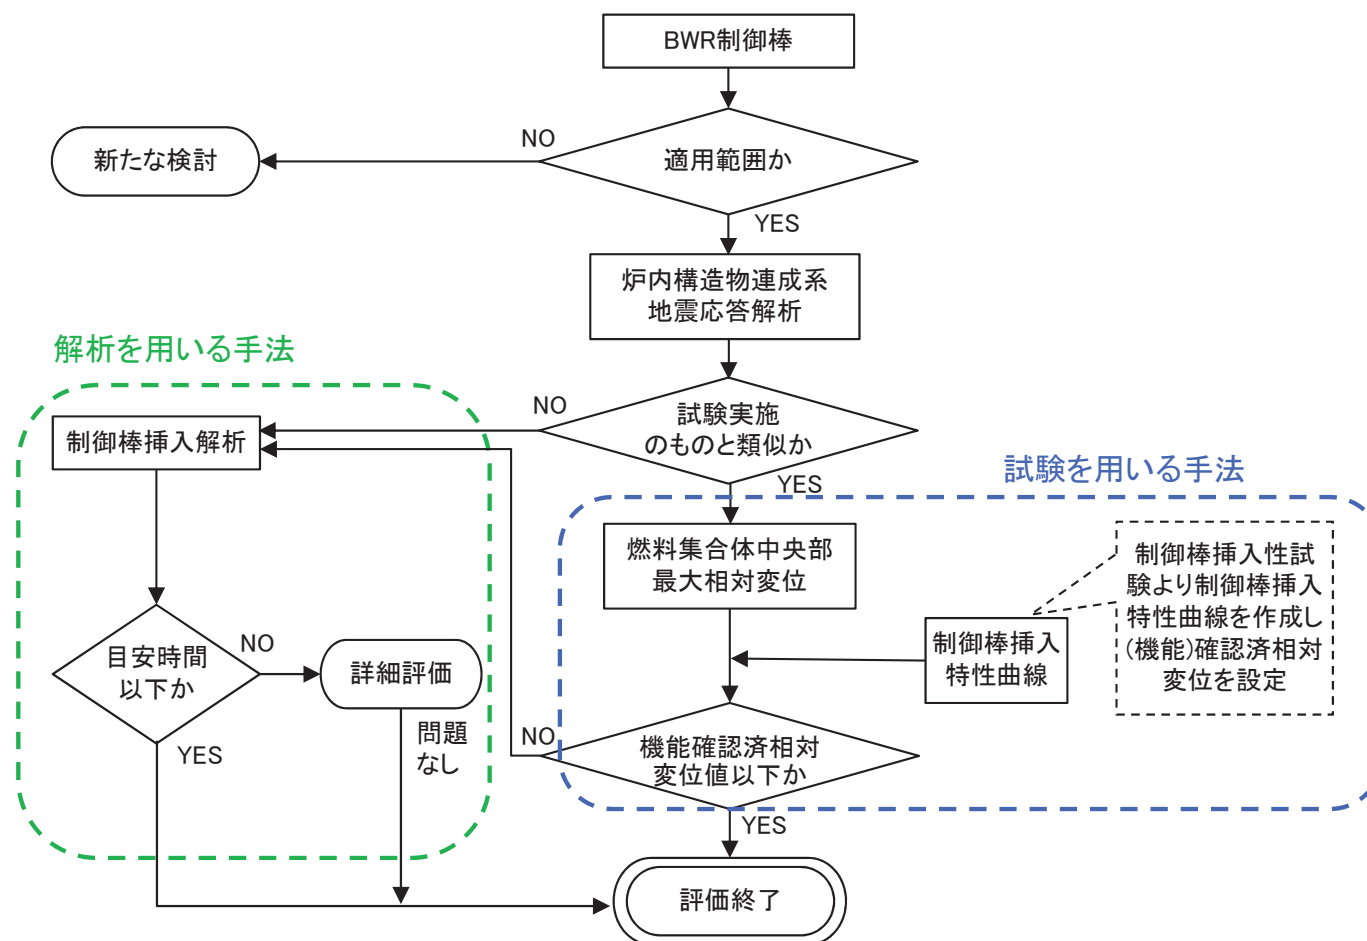 BWR制御棒
NO
新たな検討
適用範囲か
YES
炉内構造物連成系
地震応答解析
解析を用いる手法
NO
試験実施
のものと類似か
制御棒挿入解析
試験を用いる手法
YES
燃料集合体中央部
最大相対変位
制御棒挿入性試
験より制御棒挿入
特性曲線を作成し
(機能)確認済相対
変位を設定
制御棒挿入
特性曲線
目安時間
以下か
NO
詳細評価
YES
問題
なし
NO
機能確認済相対
変位値以下か
YES
評価終了